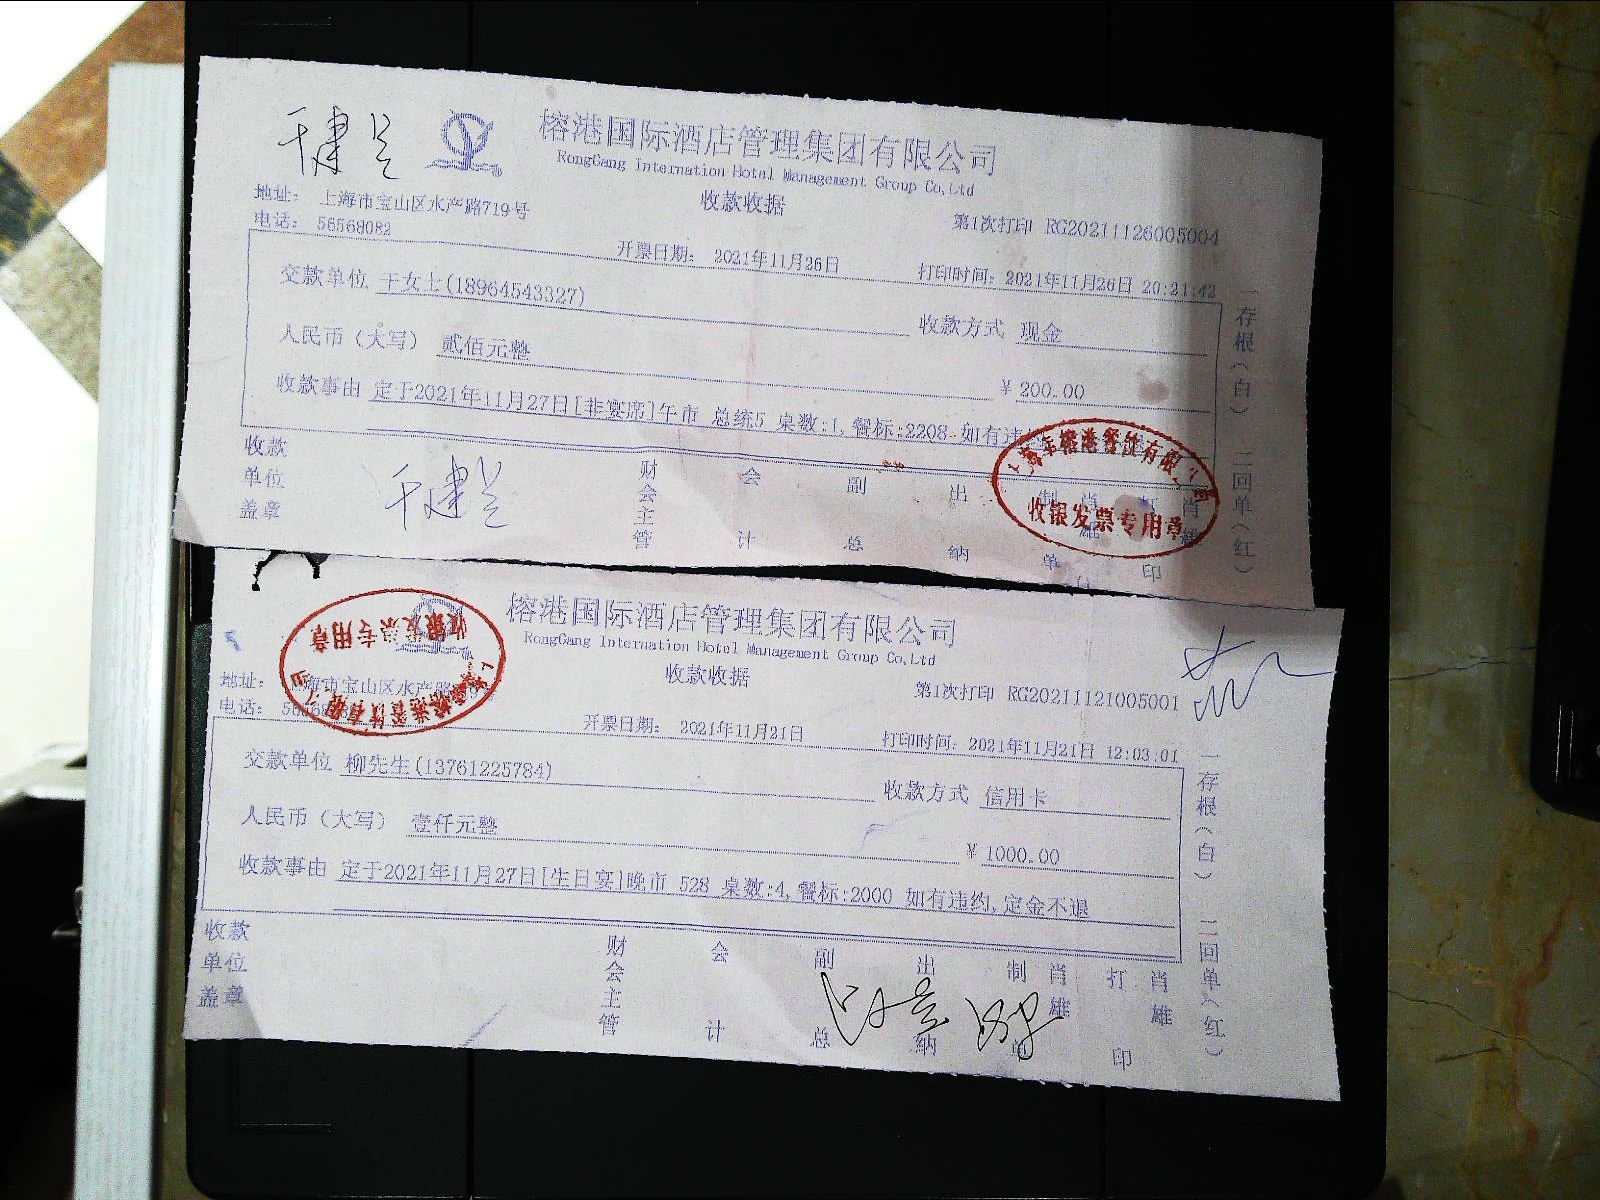 榕港国际酒店管理集团有限公司
RongGang International Hotel Management Group Co,Ltd
收款收据
地址: 上海市宝山区水产路719号
电话: 56568082
第1次打印 RG20211126005004
开票日期: 2021年11月26日
打印时间: 2021年11月26日 20:21:42
交款单位 于女士(18964543327)
收款方式 现金
人民币(大写) 贰佰元整
¥ 200.00
收款事由 定于2021年11月27日[非宴席]午市 总统5 桌数:1,餐标:2208 如有违
收款单位盖章
财会主管
会计
副总
出纳
制单
肖雄
打印
肖雄
收银发票专用章
一存根(白) 二回单(红)
榕港国际酒店管理集团有限公司
RongGang International Hotel Management Group Co,Ltd
收款收据
地址: 上海市宝山区水产路
电话:
第1次打印 RG20211121005001
开票日期: 2021年11月21日
打印时间: 2021年11月21日 12:03:01
交款单位 柳先生(13761225784)
收款方式 信用卡
人民币(大写) 壹仟元整
¥ 1000.00
收款事由 定于2021年11月27日[生日宴]晚市 528 桌数:4,餐标:2000 如有违约,定金不退
收款单位盖章
财会主管
会计
副总
出纳
制单
肖雄
打印
肖雄
收银发票专用章
一存根(白) 二回单(红)